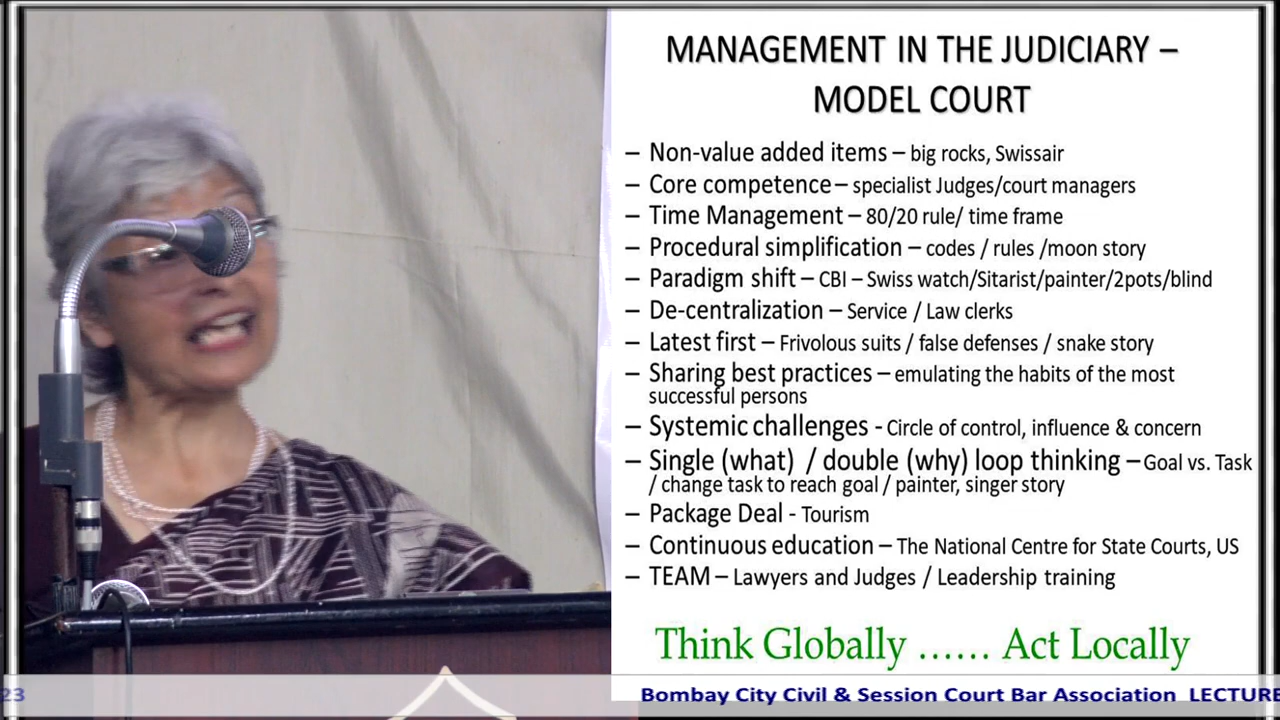 MANAGEMENT IN THE JUDICIARY –
MODEL COURT
– Non-value added items – big rocks, Swissair
– Core competence – specialist Judges/court managers
– Time Management – 80/20 rule/ time frame
– Procedural simplification – codes / rules /moon story
– Paradigm shift – CBI – Swiss watch/Sitarist/painter/2pots/blind
– De-centralization – Service / Law clerks
– Latest first – Frivolous suits / false defenses / snake story
– Sharing best practices – emulating the habits of the most
successful persons
– Systemic challenges - Circle of control, influence & concern
– Single (what) / double (why) loop thinking – Goal vs. Task
/ change task to reach goal / painter, singer story
– Package Deal - Tourism
– Continuous education – The National Centre for State Courts, US
– TEAM – Lawyers and Judges / Leadership training
Think Globally ...... Act Locally
23 Bombay City Civil & Session Court Bar Association LECTURE